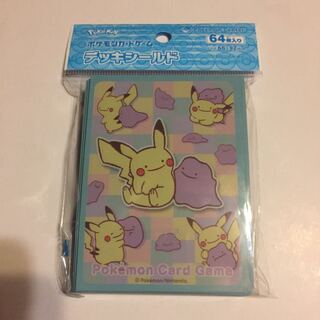 ポケモンカードゲーム
デッキシールド
64枚入り
Pokémon Card Game
© Pokémon/Nintendo.